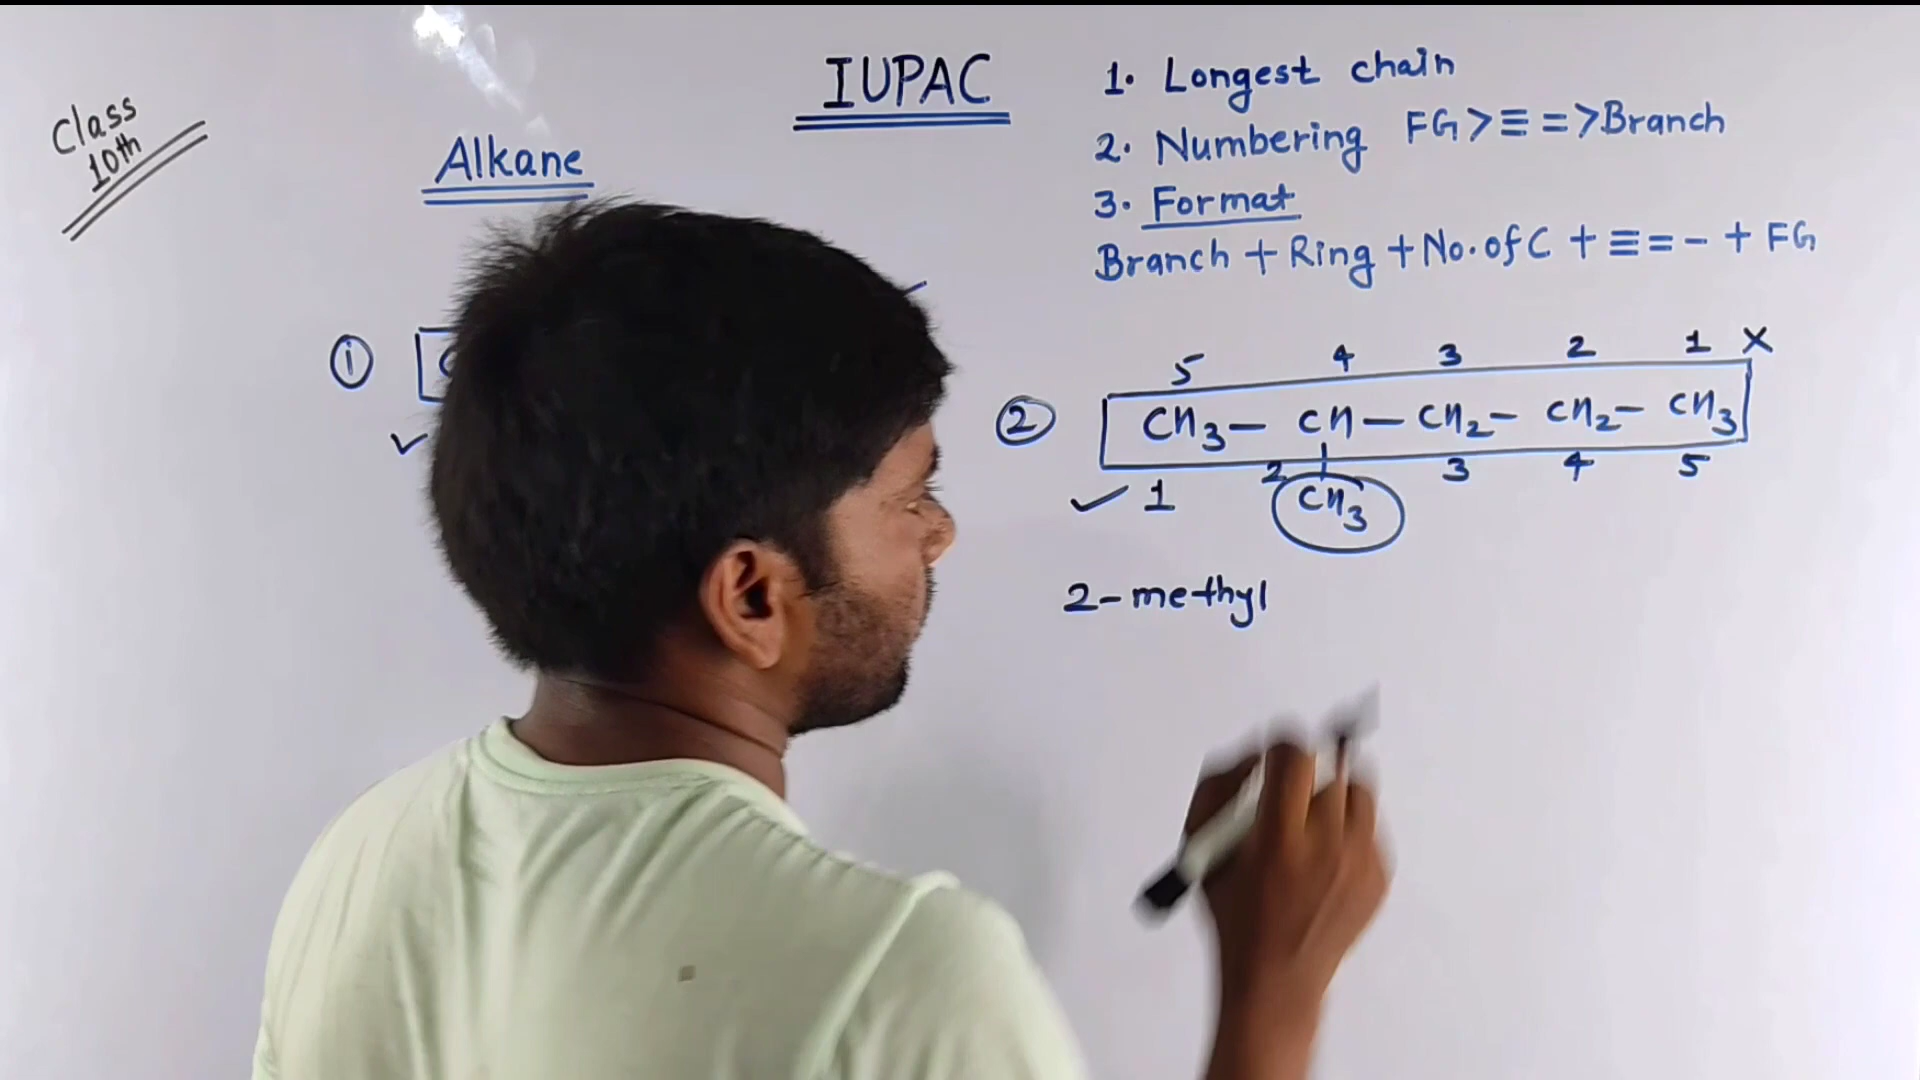 Class
10th
IUPAC
Alkane
1. Longest chain
2. Numbering FG > ≡ = > Branch
3. Format
Branch + Ring + No. of C + ≡ = - + FG
①
②
5 4 3 2 1 X
CH3 – CH – CH2 – CH2 – CH3
✓ 1 2 3 4 5
CH3
2-methyl